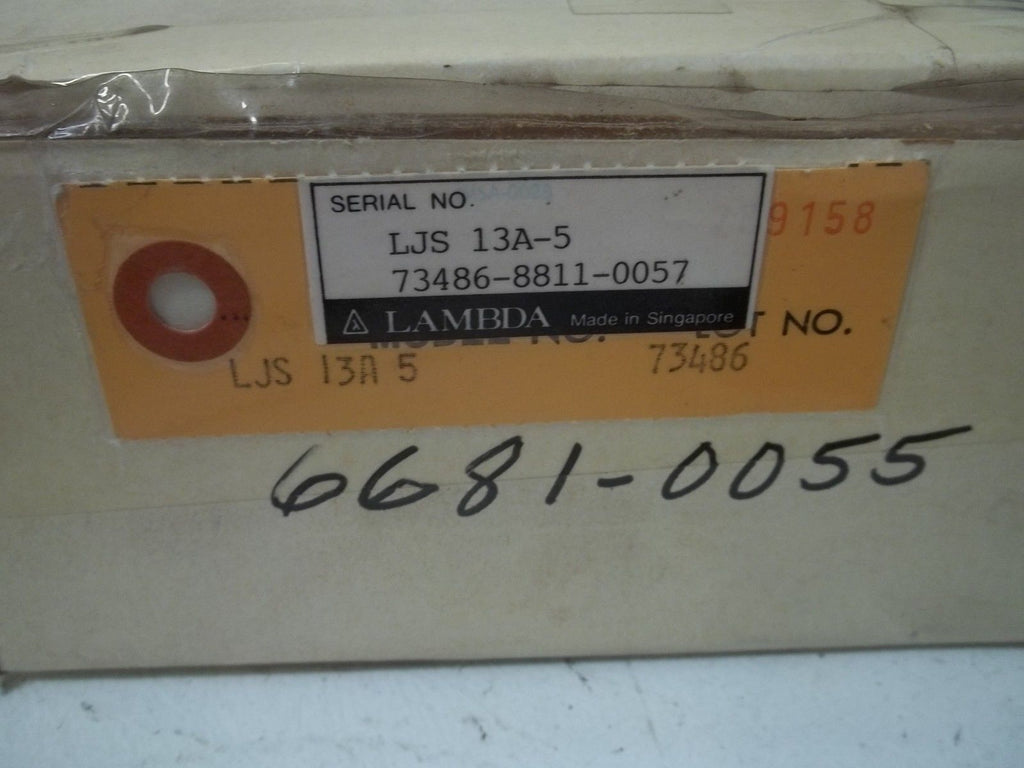 SERIAL NO.
LJS 13A-5
73486-8811-0057
LAMBDA Made in Singapore
9158
NO.
LJS 13A 5
73486
6681-0055